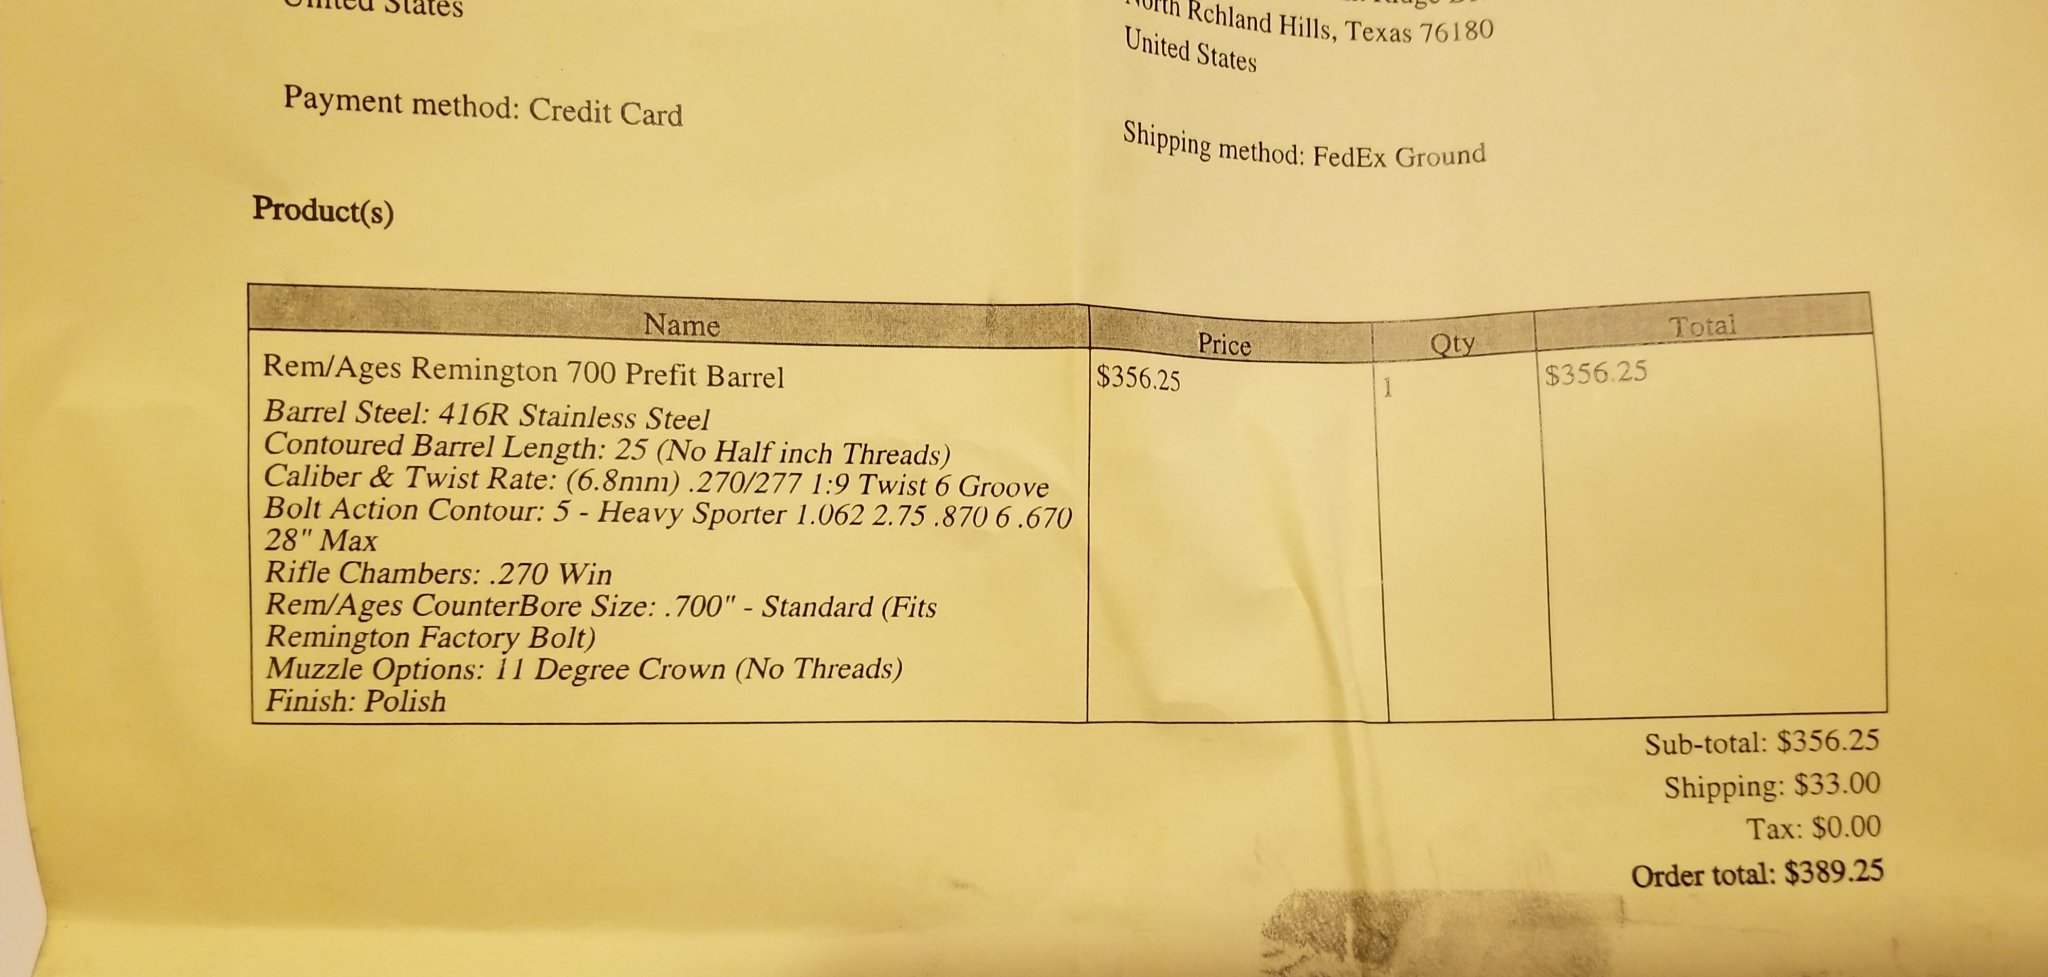 United States
North Rchland Hills, Texas 76180
United States
Payment method: Credit Card
Shipping method: FedEx Ground
Product(s)
Name Price Qty Total
Rem/Ages Remington 700 Prefit Barrel $356.25 1 $356.25
Barrel Steel: 416R Stainless Steel
Contoured Barrel Length: 25 (No Half inch Threads)
Caliber & Twist Rate: (6.8mm) .270/277 1:9 Twist 6 Groove
Bolt Action Contour: 5 - Heavy Sporter 1.062 2.75 .870 6 .670
28" Max
Rifle Chambers: .270 Win
Rem/Ages CounterBore Size: .700" - Standard (Fits
Remington Factory Bolt)
Muzzle Options: 11 Degree Crown (No Threads)
Finish: Polish
Sub-total: $356.25
Shipping: $33.00
Tax: $0.00
Order total: $389.25